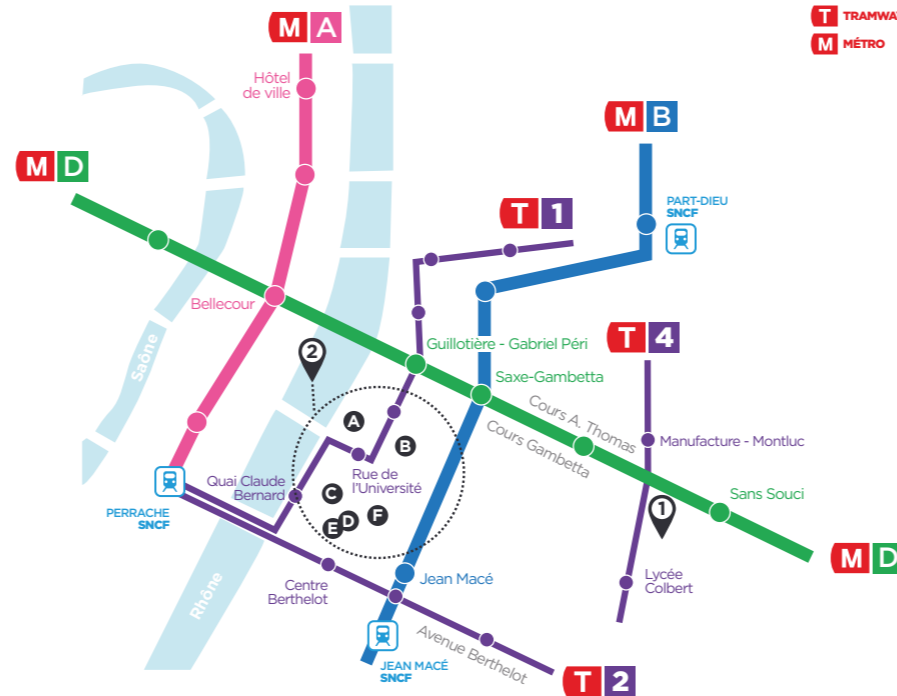 M A
T TRAMWAY
M MÉTRO
Hôtel
de ville
M B
M D
PART-DIEU
SNCF
T 1
Bellecour
Saône
Guillotière - Gabriel Péri
T 4
2
Saxe-Gambetta
Cours A. Thomas
Cours Gambetta
A
B
Manufacture - Montluc
Quai Claude
Bernard
Rue de
l'Université
Sans Souci
C
D
E
F
1
PERRACHE
SNCF
M D
Rhône
Centre
Berthelot
Jean Macé
Lycée
Colbert
Avenue Berthelot
JEAN MACÉ
SNCF
T 2